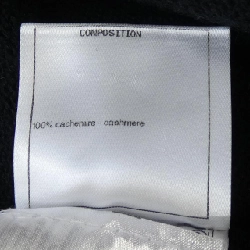 COMPOSITION
100% cachemire - cashmere